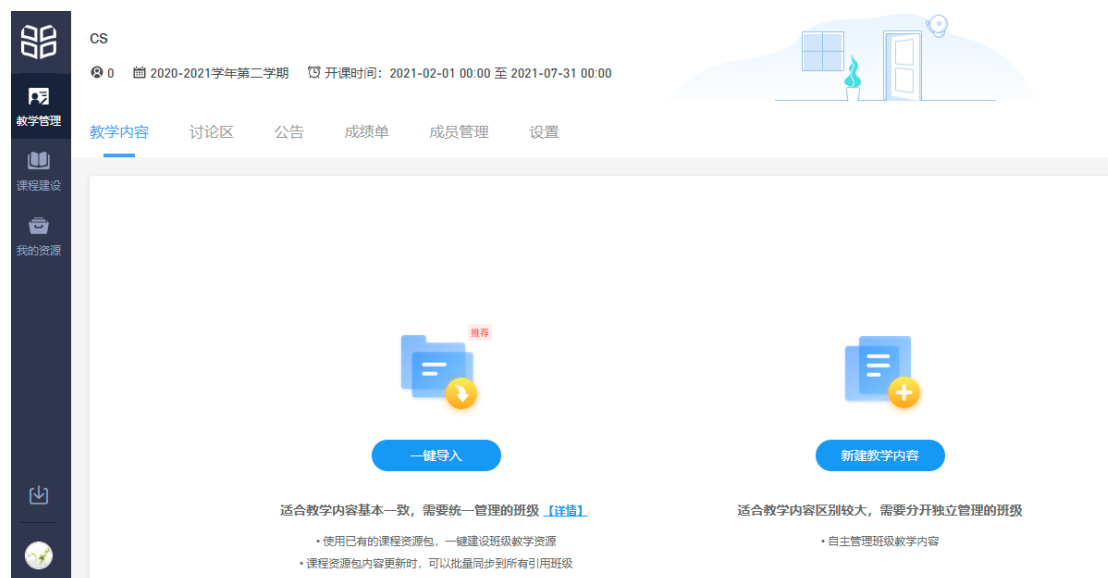 CS
0 2020-2021学年第二学期 开课时间：2021-02-01 00:00 至 2021-07-31 00:00
教学管理
课程建设
我的资源
教学内容 讨论区 公告 成绩单 成员管理 设置
推荐
一键导入
适合教学内容基本一致，需要统一管理的班级 【详情】
• 使用已有的课程资源包，一键建设班级教学资源
• 课程资源包内容更新时，可以批量同步到所有引用班级
新建教学内容
适合教学内容区别较大，需要分开独立管理的班级
• 自主管理班级教学内容